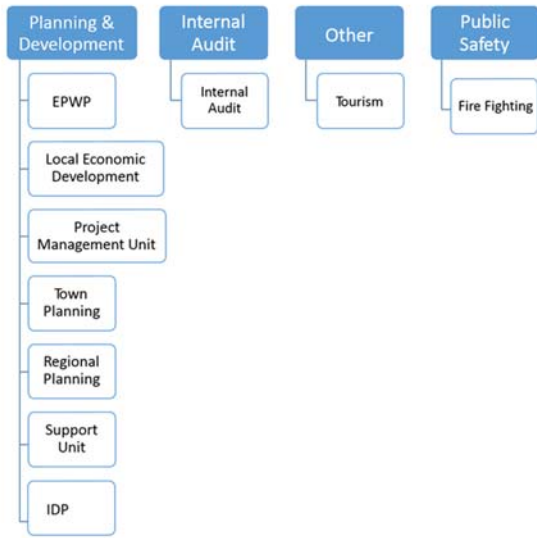 Planning &
Development
EPWP
Local Economic
Development
Project
Management Unit
Town
Planning
Regional
Planning
Support
Unit
IDP
Internal
Audit
Internal
Audit
Other
Tourism
Public
Safety
Fire Fighting